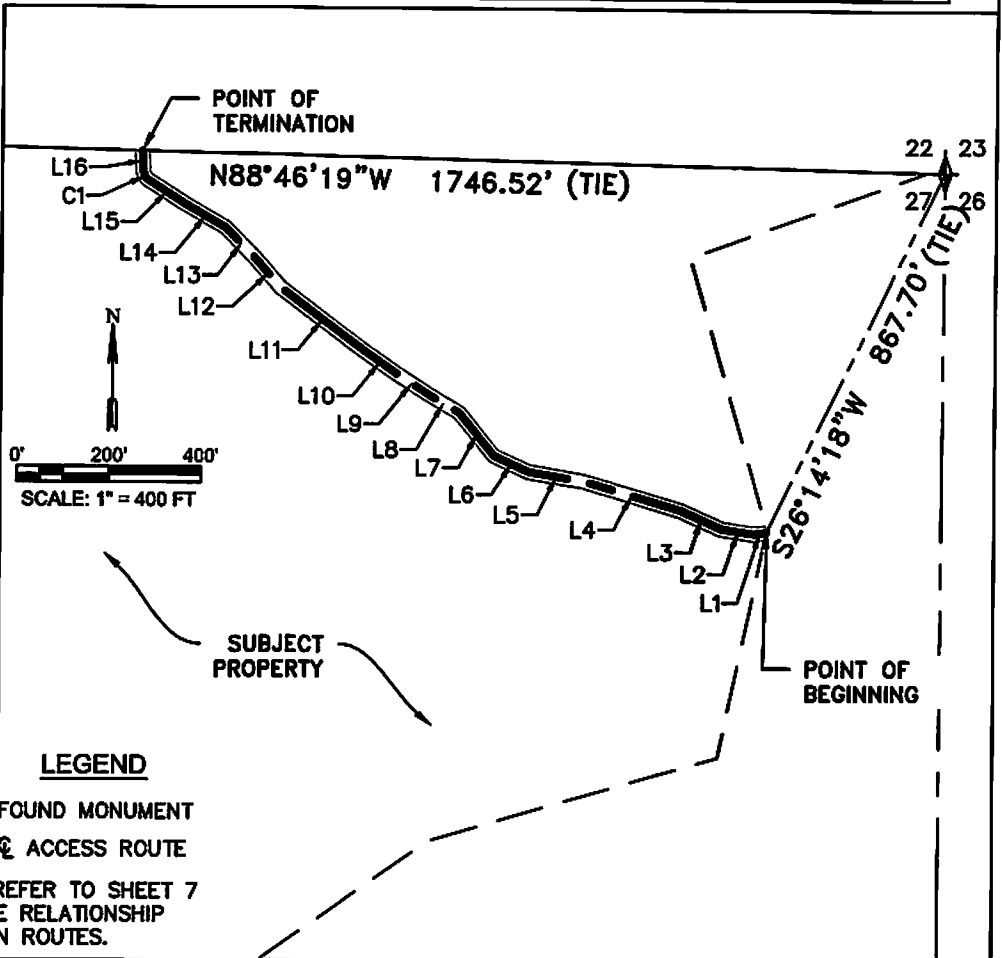 POINT OF
TERMINATION
L16
C1
L15
L14
L13
L12
L11
L10
L9
L8
L7
L6
L5
L4
L3
L2
L1
N88°46'19"W 1746.52' (TIE)
22 23
27 26
S26°14'18"W 867.70' (TIE)
N
0' 200' 400'
SCALE: 1" = 400 FT
SUBJECT
PROPERTY
POINT OF
BEGINNING
LEGEND
FOUND MONUMENT
℄ ACCESS ROUTE
REFER TO SHEET 7
E RELATIONSHIP
N ROUTES.